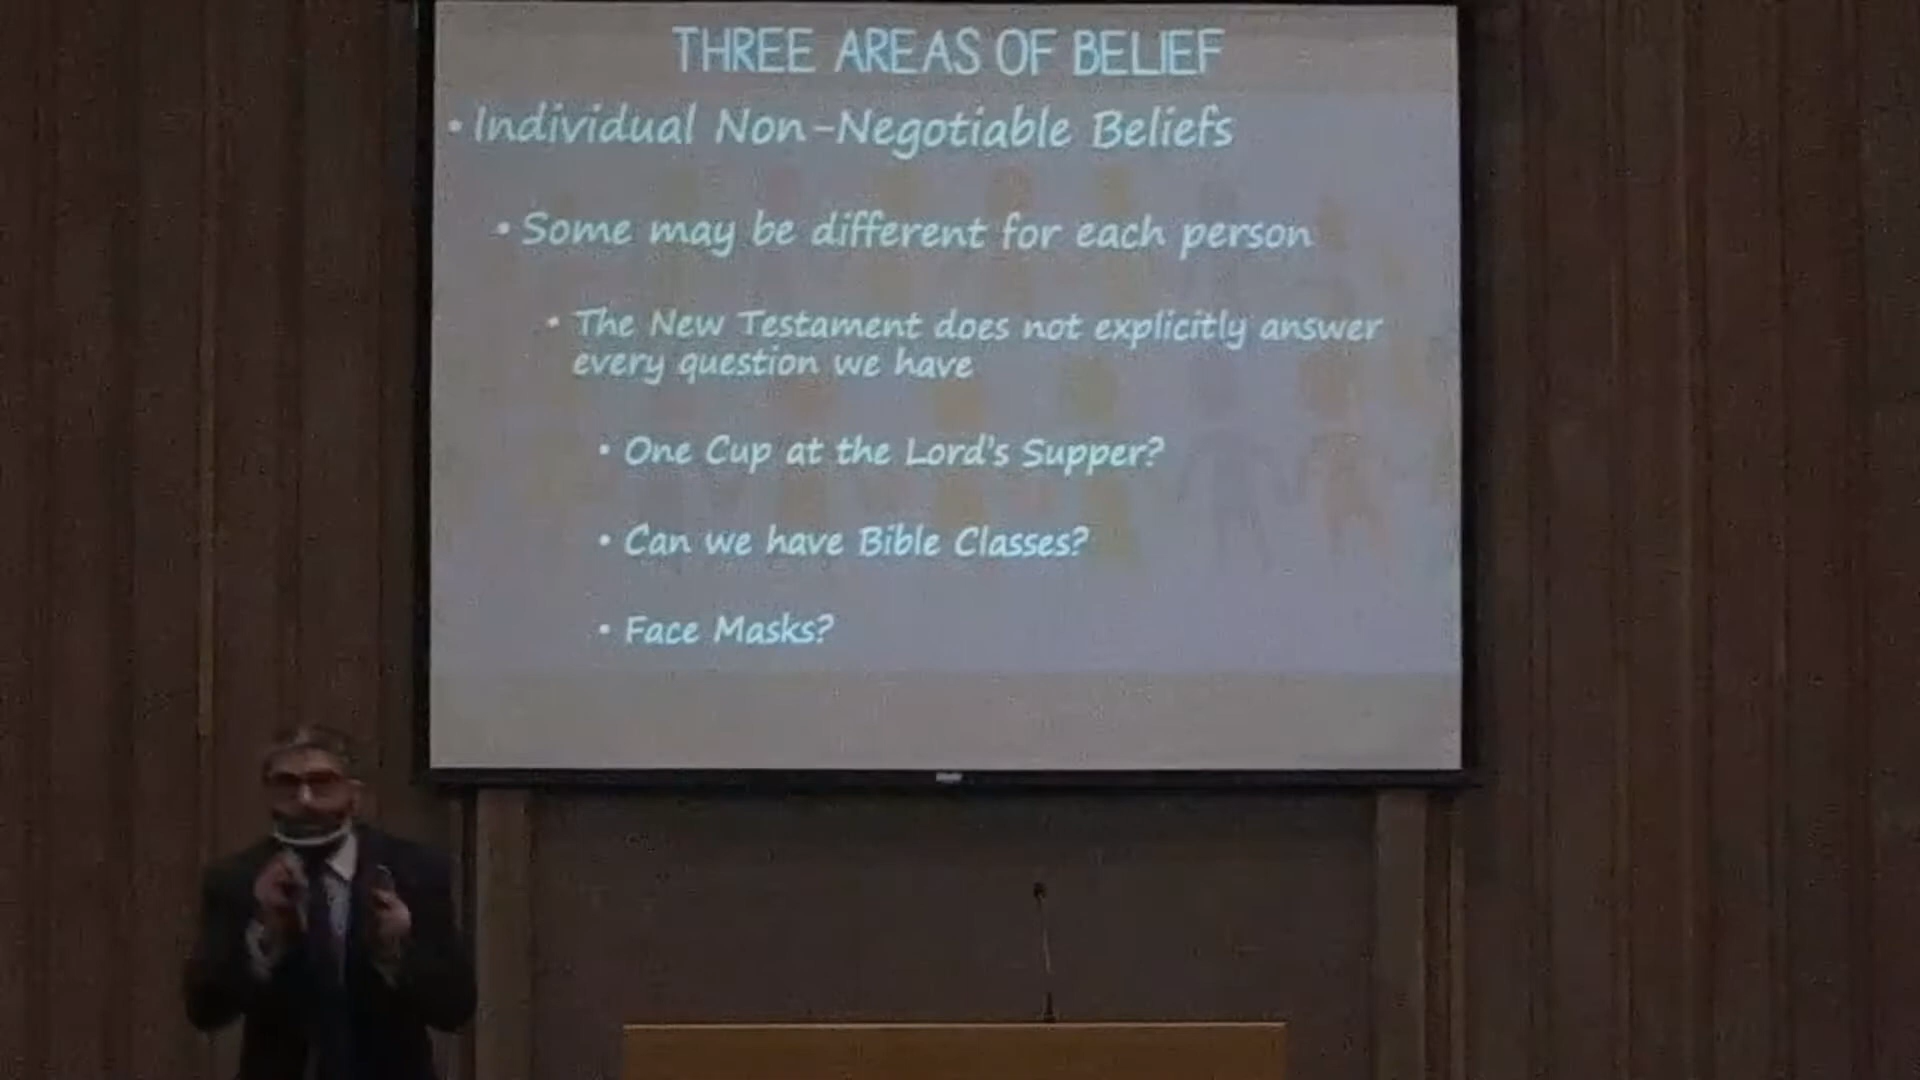 THREE AREAS OF BELIEF
• Individual Non-Negotiable Beliefs
• Some may be different for each person
• The New Testament does not explicitly answer
every question we have
• One Cup at the Lord's Supper?
• Can we have Bible Classes?
• Face Masks?